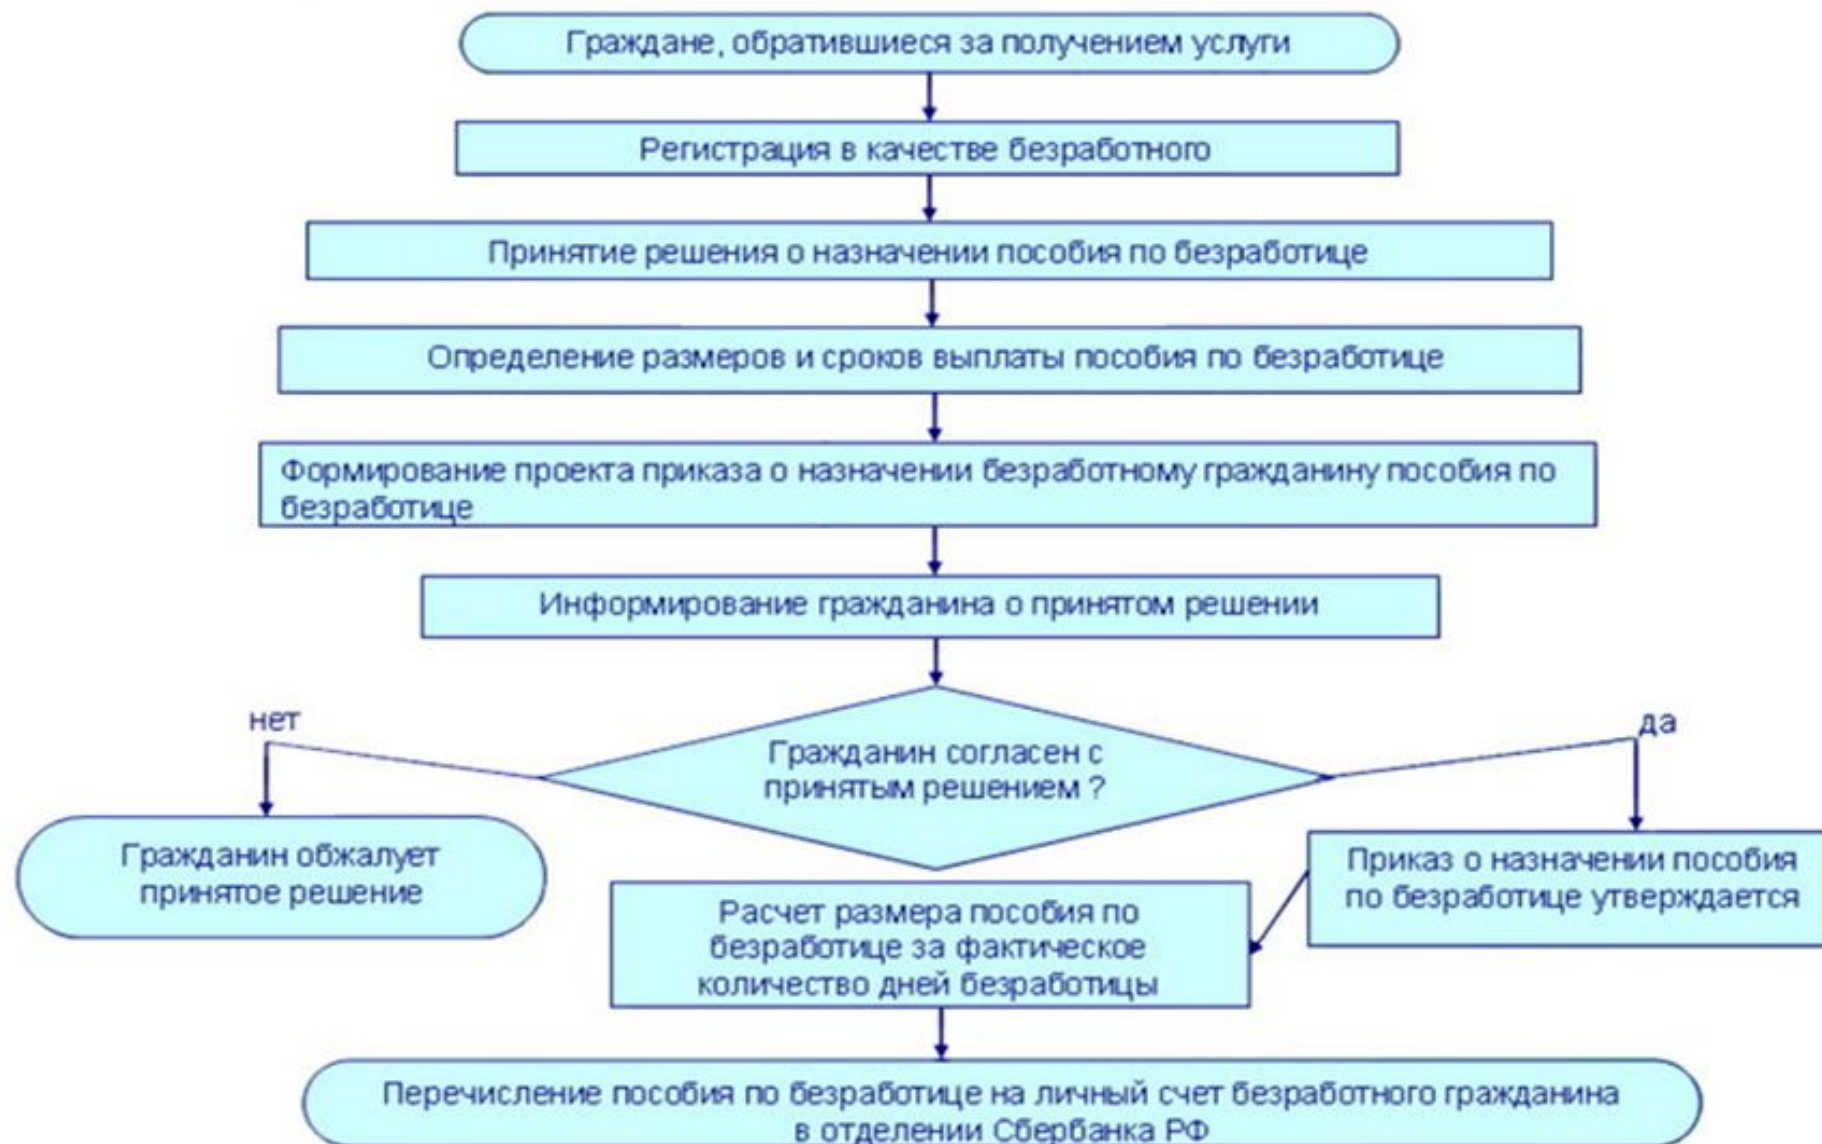 Граждане, обратившиеся за получением услуги
Регистрация в качестве безработного
Принятие решения о назначении пособия по безработице
Определение размеров и сроков выплаты пособия по безработице
Формирование проекта приказа о назначении безработному гражданину пособия по
безработице
Информирование гражданина о принятом решении
нет
да
Гражданин согласен с
принятым решением ?
Гражданин обжалует
принятое решение
Приказ о назначении пособия
по безработице утверждается
Расчет размера пособия по
безработице за фактическое
количество дней безработицы
Перечисление пособия по безработице на личный счет безработного гражданина
в отделении Сбербанка РФ